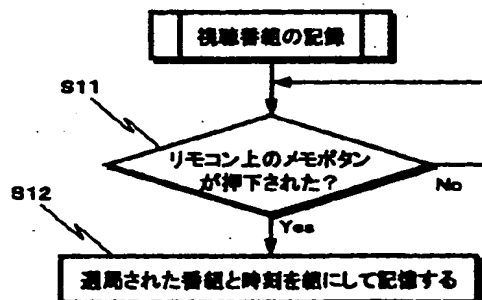 視聴番組の記録
S11
リモコン上のメモボタン
が押下された?
No
S12
Yes
選局された番組と時刻を組にして記憶する